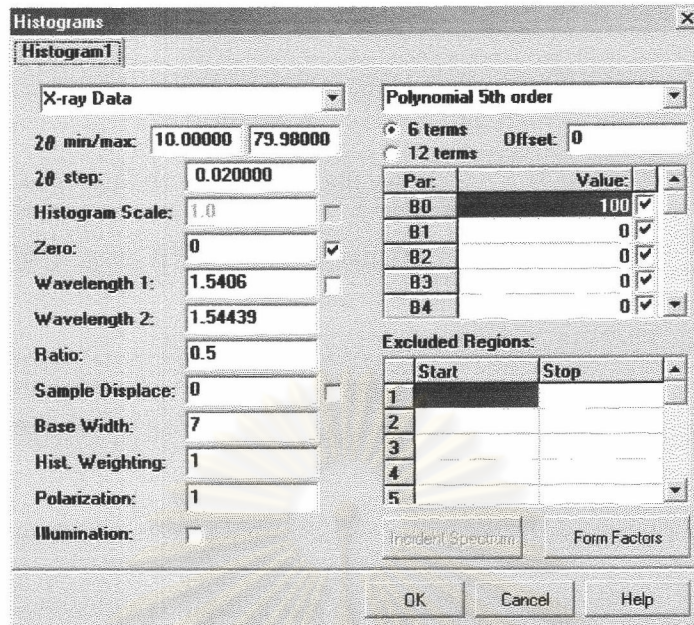 Histograms
Histogram1
X-ray Data
2θ min/max: 10.00000 79.98000
2θ step: 0.020000
Histogram Scale: 1.0
Zero: 0
Wavelength 1: 1.5406
Wavelength 2: 1.54439
Ratio: 0.5
Sample Displace: 0
Base Width: 7
Hist. Weighting: 1
Polarization: 1
Illumination:
Polynomial 5th order
6 terms
12 terms
Offset: 0
Par: Value:
B0 100
B1 0
B2 0
B3 0
B4 0
Excluded Regions:
Start Stop
1
2
3
4
5
Incident Spectrum Form Factors
OK Cancel Help